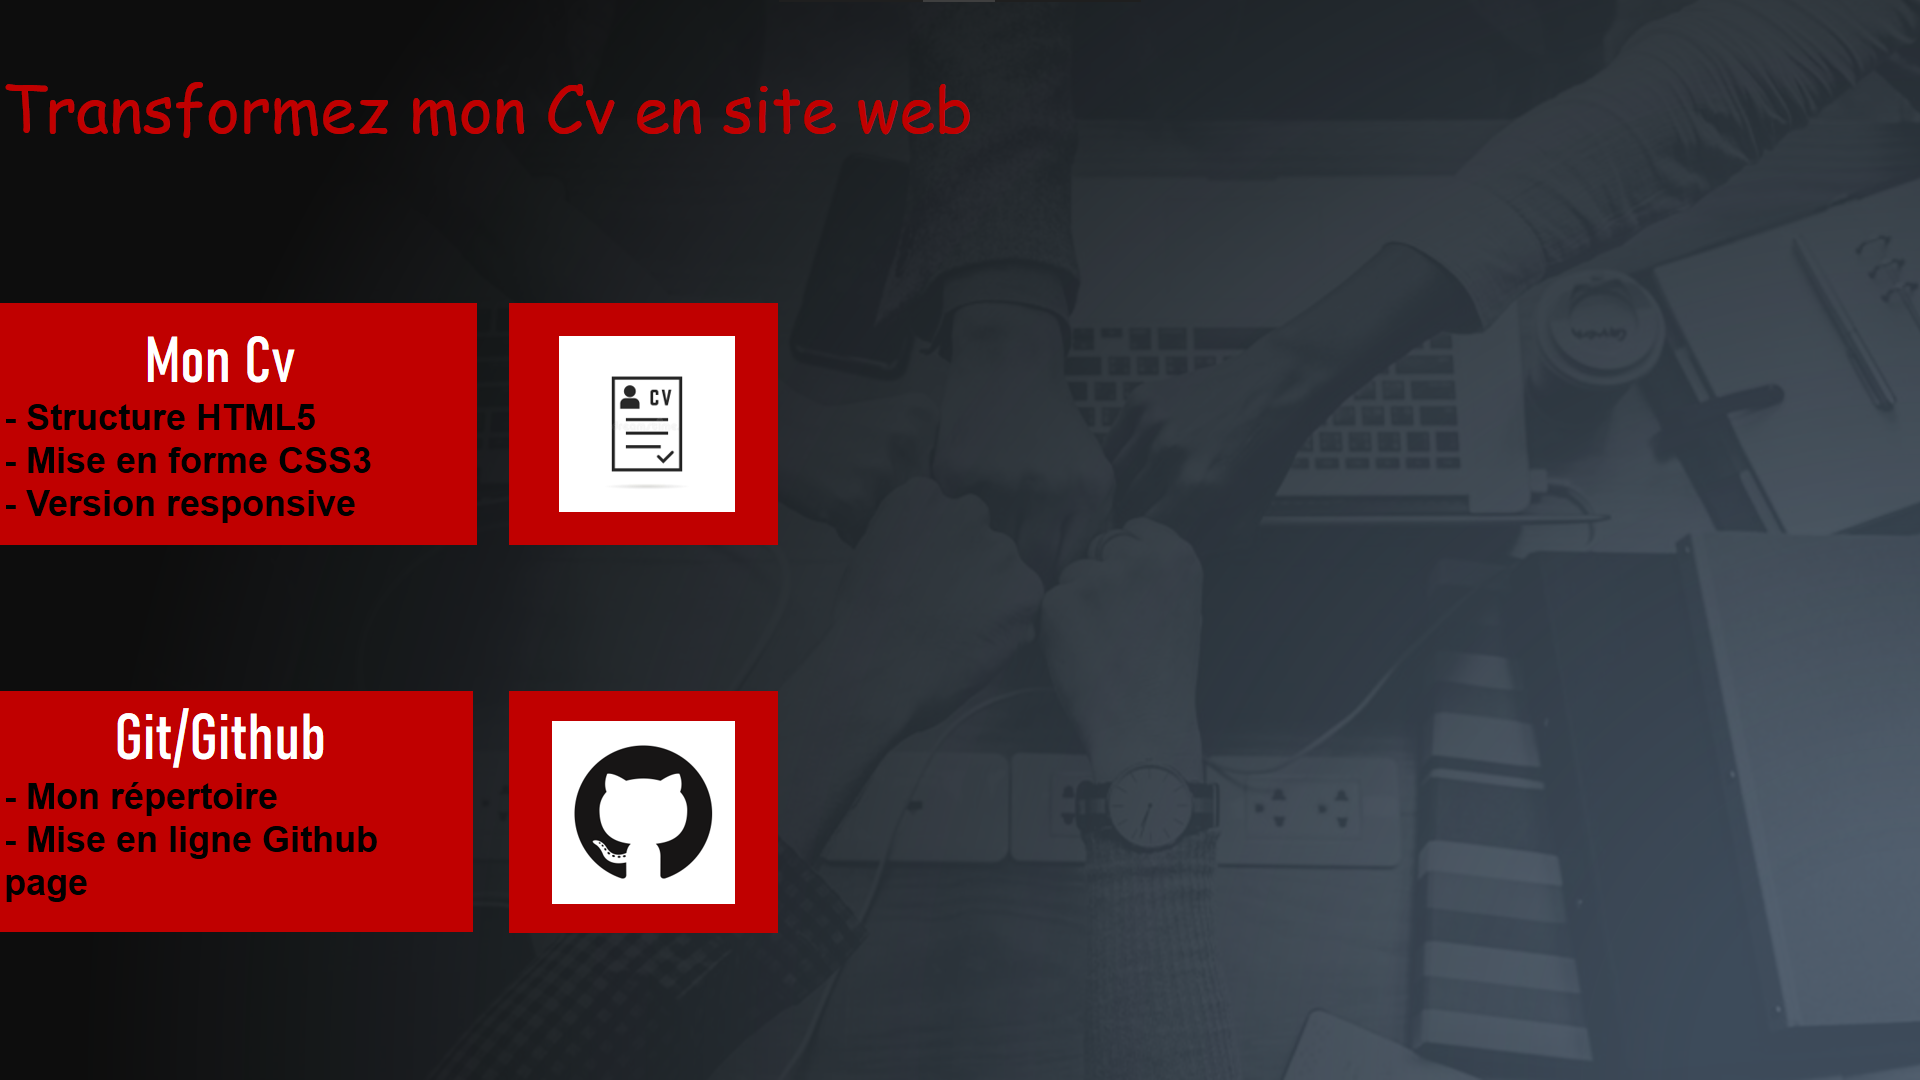 Transformez mon Cv en site web
Mon Cv
- Structure HTML5
- Mise en forme CSS3
- Version responsive
CV
Git/Github
- Mon répertoire
- Mise en ligne Github
page